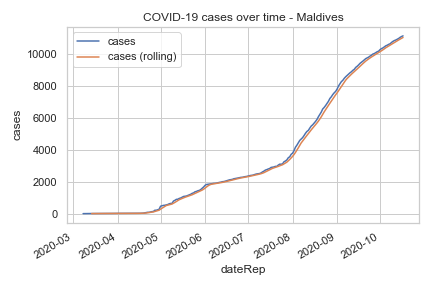 COVID-19 cases over time - Maldives
cases
cases (rolling)
10000
8000
6000
4000
2000
0
cases
2020-03
2020-04
2020-05
2020-06
2020-07
2020-08
2020-09
2020-10
dateRep